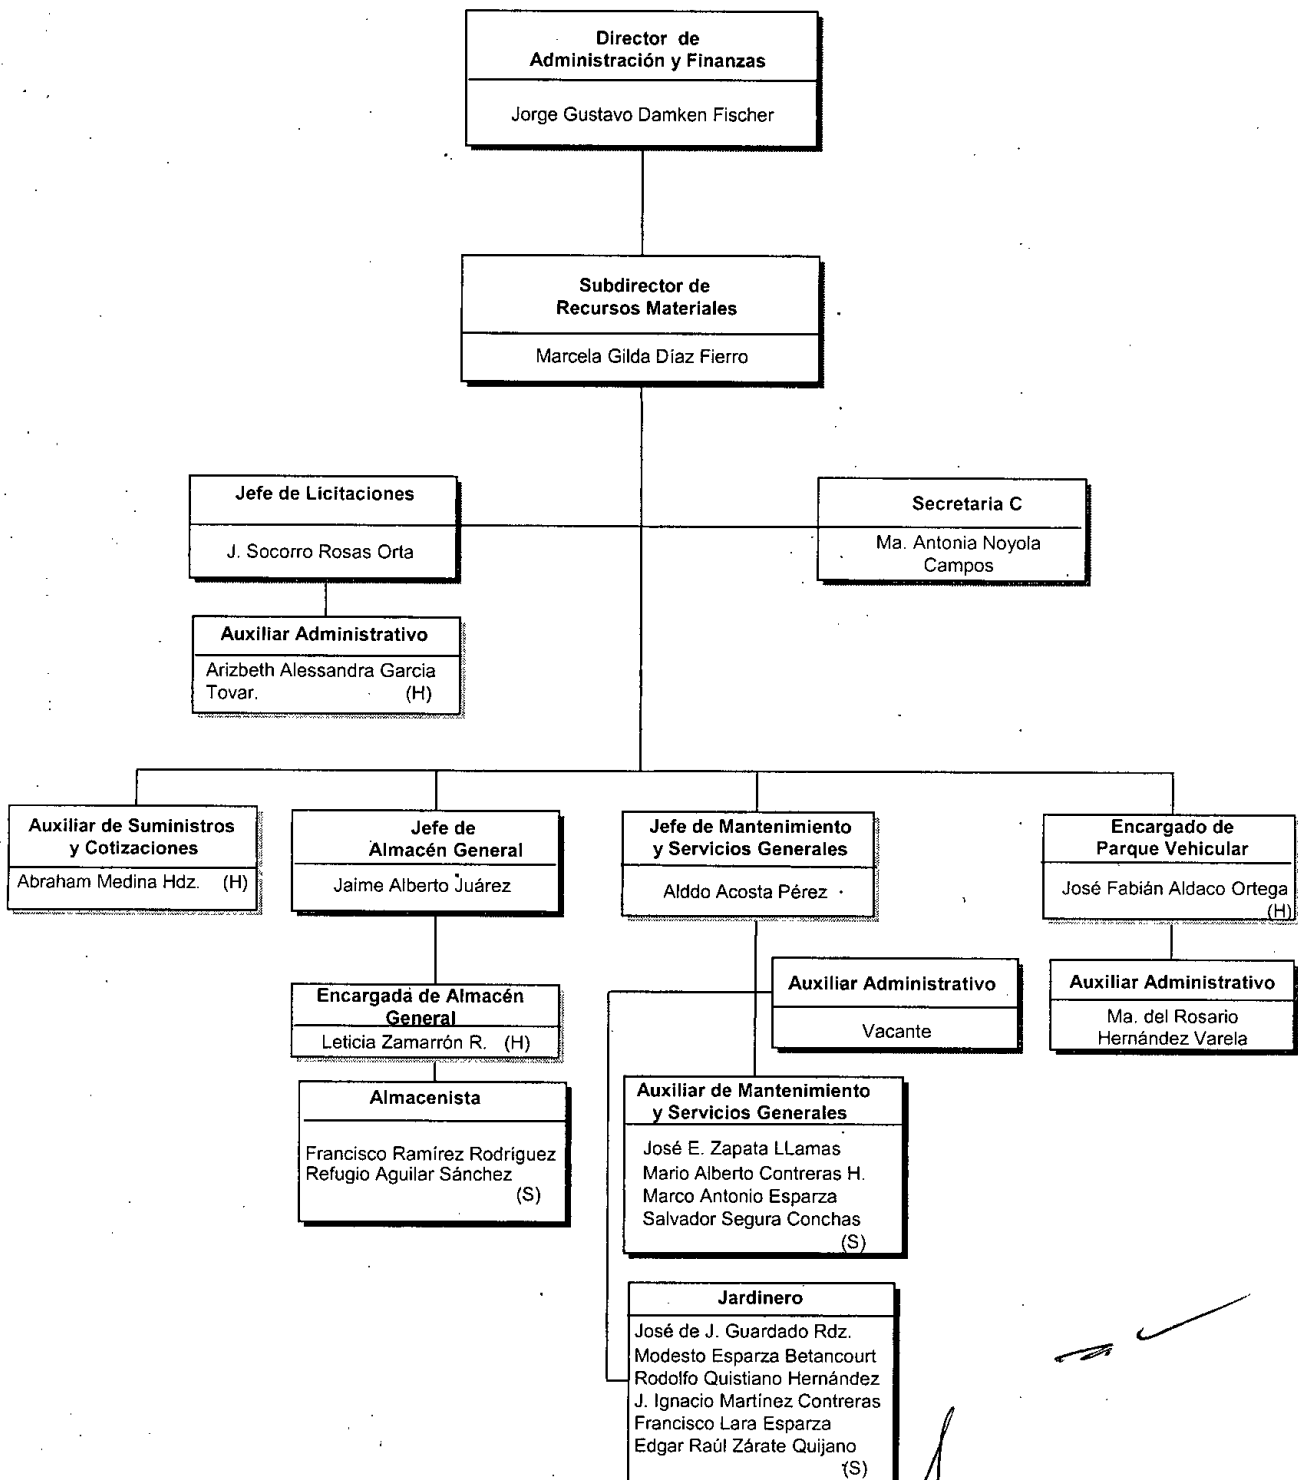 Director de
Administración y Finanzas
Jorge Gustavo Damken Fischer
Subdirector de
Recursos Materiales
Marcela Gilda Díaz Fierro
Jefe de Licitaciones
J. Socorro Rosas Orta
Secretaria C
Ma. Antonia Noyola
Campos
Auxiliar Administrativo
Arizbeth Alessandra Garcia
Tovar. (H)
Auxiliar de Suministros
y Cotizaciones
Abraham Medina Hdz. (H)
Jefe de
Almacén General
Jaime Alberto Juárez
Jefe de Mantenimiento
y Servicios Generales
Alddo Acosta Pérez
Encargado de
Parque Vehicular
José Fabián Aldaco Ortega
(H)
Encargada de Almacén
General
Leticia Zamarrón R. (H)
Auxiliar Administrativo
Vacante
Auxiliar Administrativo
Ma. del Rosario
Hernández Varela
Almacenista
Francisco Ramírez Rodríguez
Refugio Aguilar Sánchez
(S)
Auxiliar de Mantenimiento
y Servicios Generales
José E. Zapata LLamas
Mario Alberto Contreras H.
Marco Antonio Esparza
Salvador Segura Conchas
(S)
Jardinero
José de J. Guardado Rdz.
Modesto Esparza Betancourt
Rodolfo Quistiano Hernández
J. Ignacio Martínez Contreras
Francisco Lara Esparza
Edgar Raúl Zárate Quijano
(S)